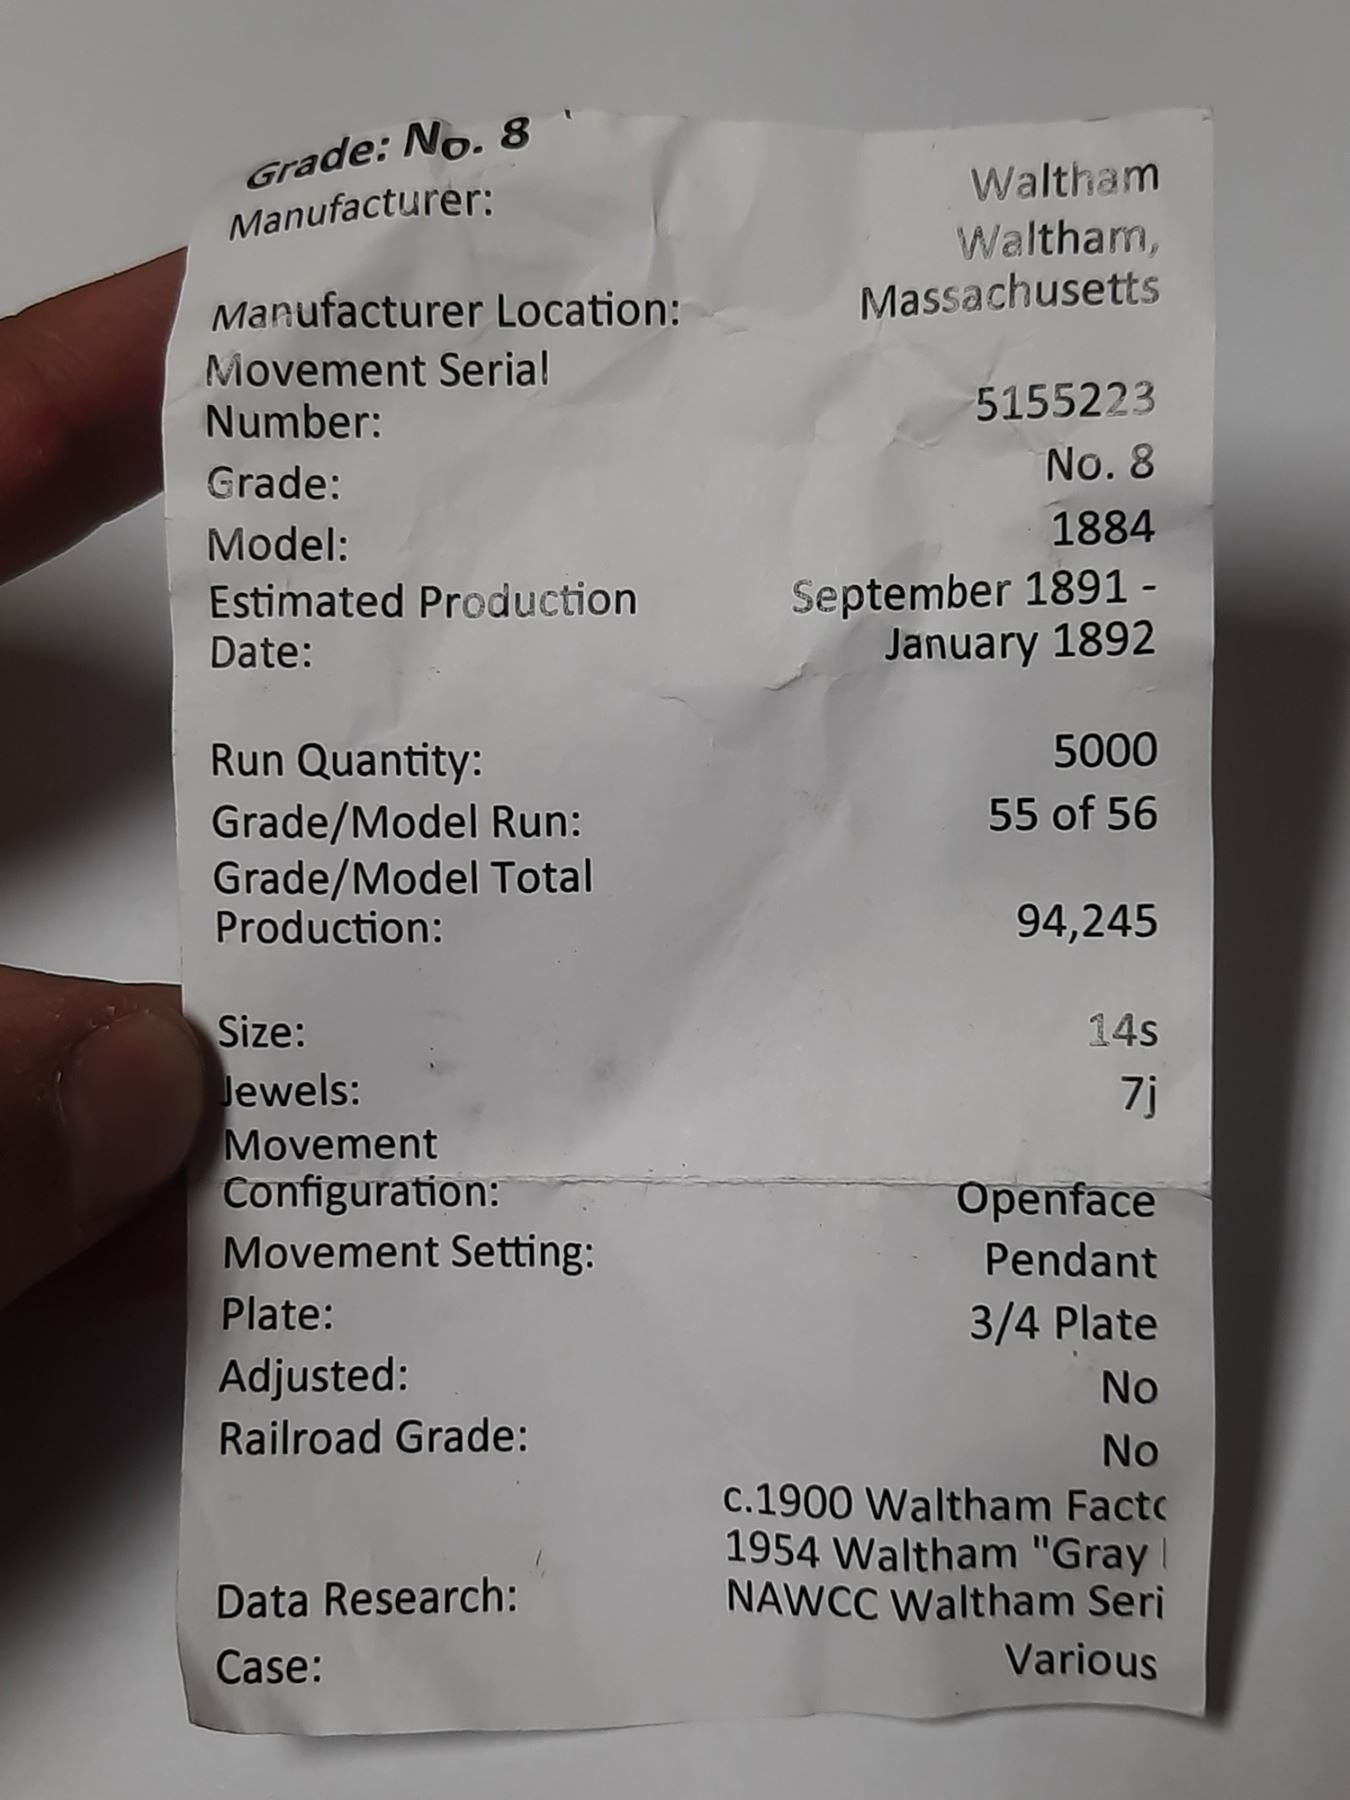 Grade: No. 8
Manufacturer: Waltham
Waltham,
Manufacturer Location: Massachusetts
Movement Serial
Number: 5155223
Grade: No. 8
Model: 1884
Estimated Production September 1891 -
Date: January 1892
Run Quantity: 5000
Grade/Model Run: 55 of 56
Grade/Model Total
Production: 94,245
Size: 14s
Jewels: 7j
Movement
Configuration: Openface
Movement Setting: Pendant
Plate: 3/4 Plate
Adjusted: No
Railroad Grade: No
c.1900 Waltham Facto
1954 Waltham "Gray
Data Research: NAWCC Waltham Seri
Case: Various